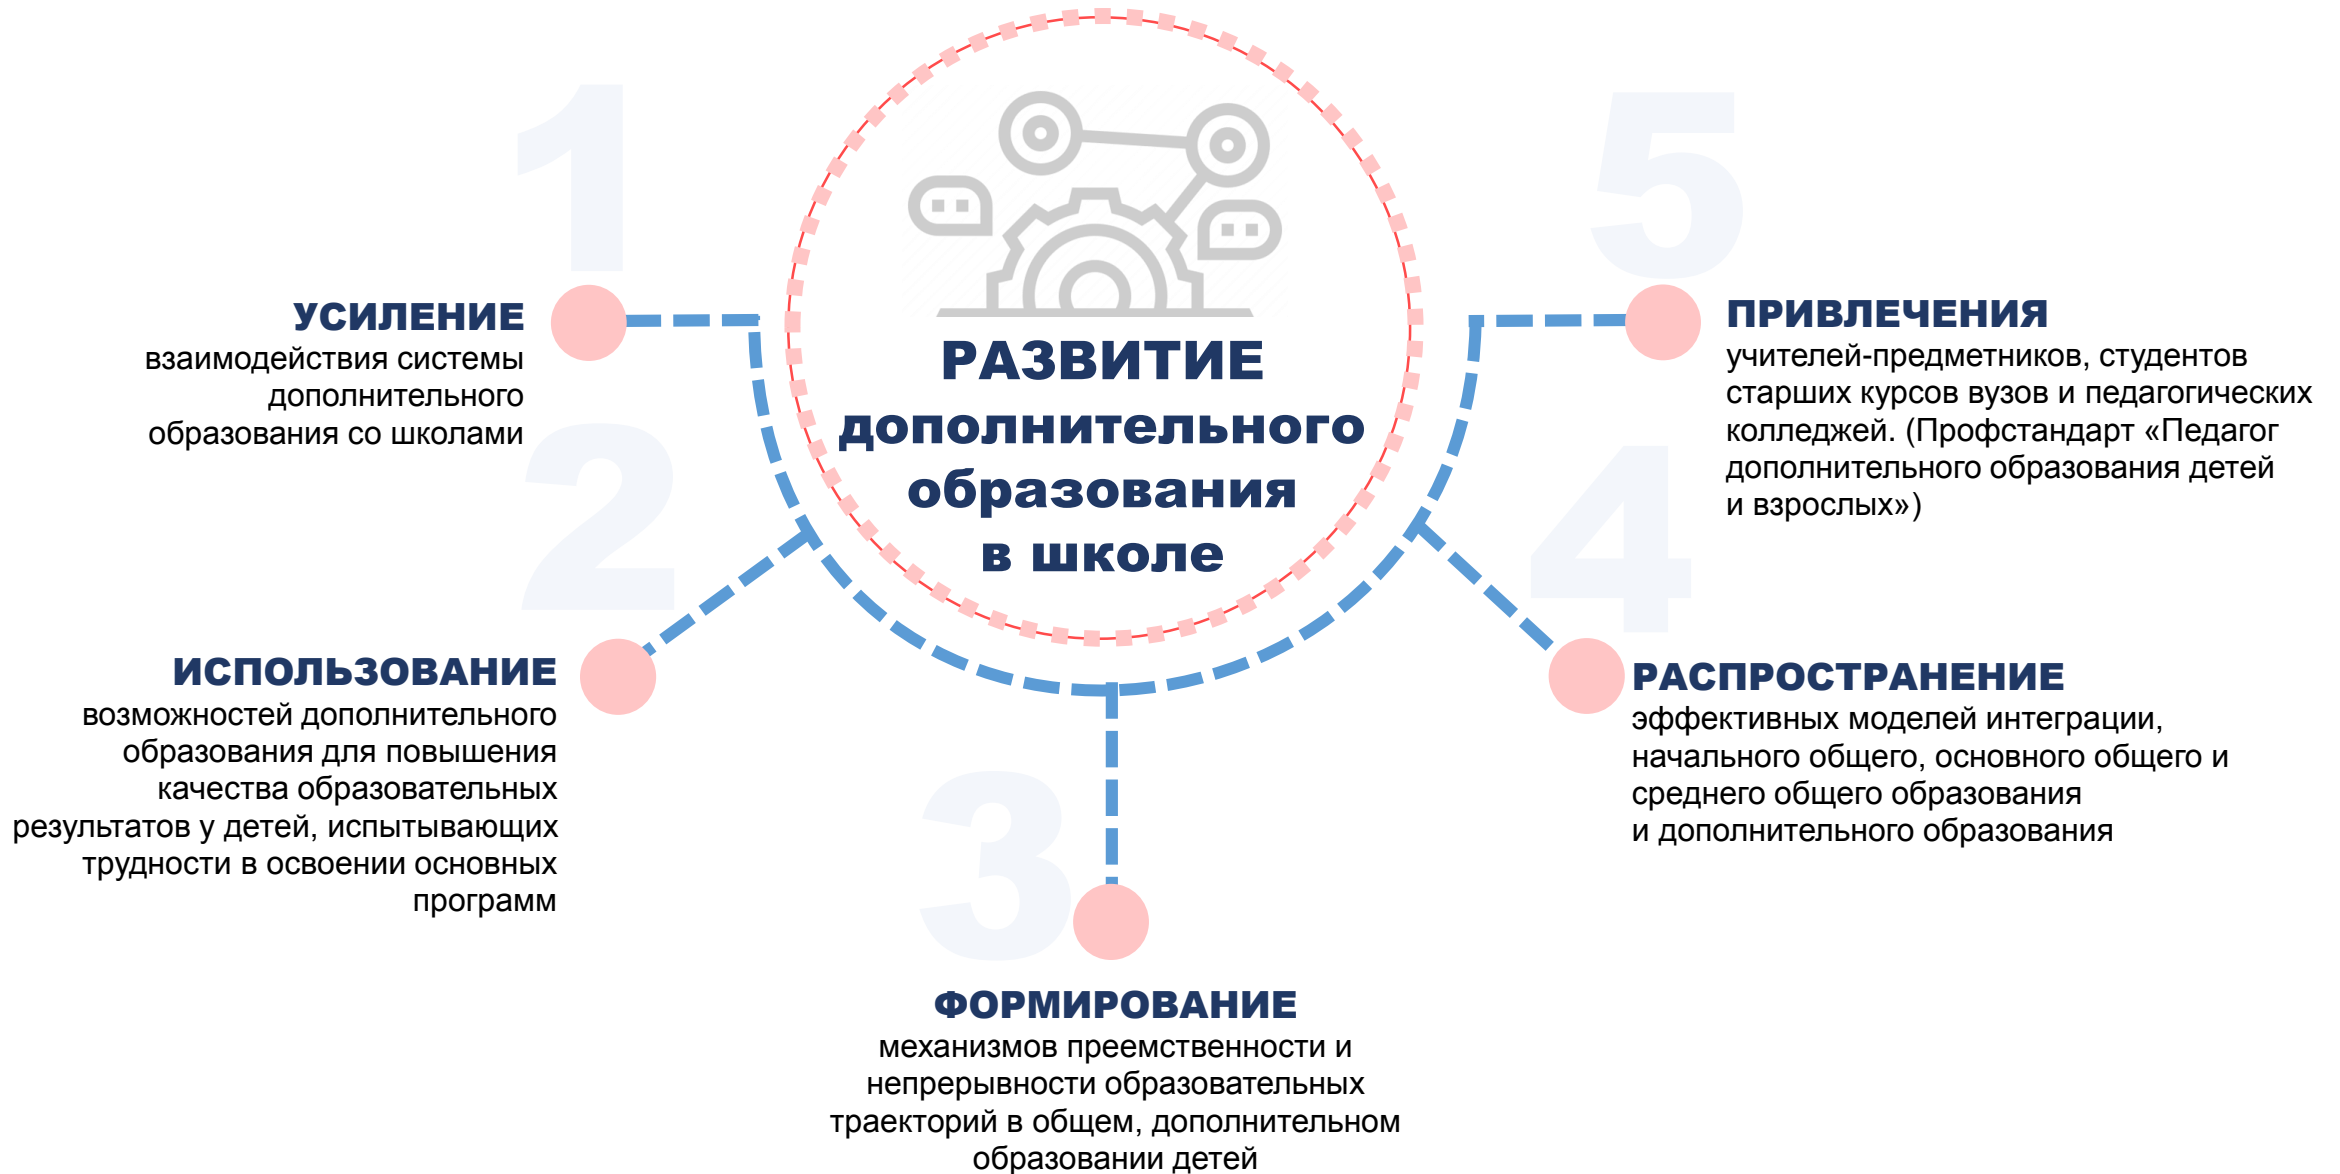 РАЗВИТИЕ
дополнительного
образования
в школе
1
УСИЛЕНИЕ
взаимодействия системы
дополнительного
образования со школами
2
ИСПОЛЬЗОВАНИЕ
возможностей дополнительного
образования для повышения
качества образовательных
результатов у детей, испытывающих
трудности в освоении основных
программ
3
ФОРМИРОВАНИЕ
механизмов преемственности и
непрерывности образовательных
траекторий в общем, дополнительном
образовании детей
4
РАСПРОСТРАНЕНИЕ
эффективных моделей интеграции,
начального общего, основного общего и
среднего общего образования
и дополнительного образования
5
ПРИВЛЕЧЕНИЯ
учителей-предметников, студентов
старших курсов вузов и педагогических
колледжей. (Профстандарт «Педагог
дополнительного образования детей
и взрослых»)